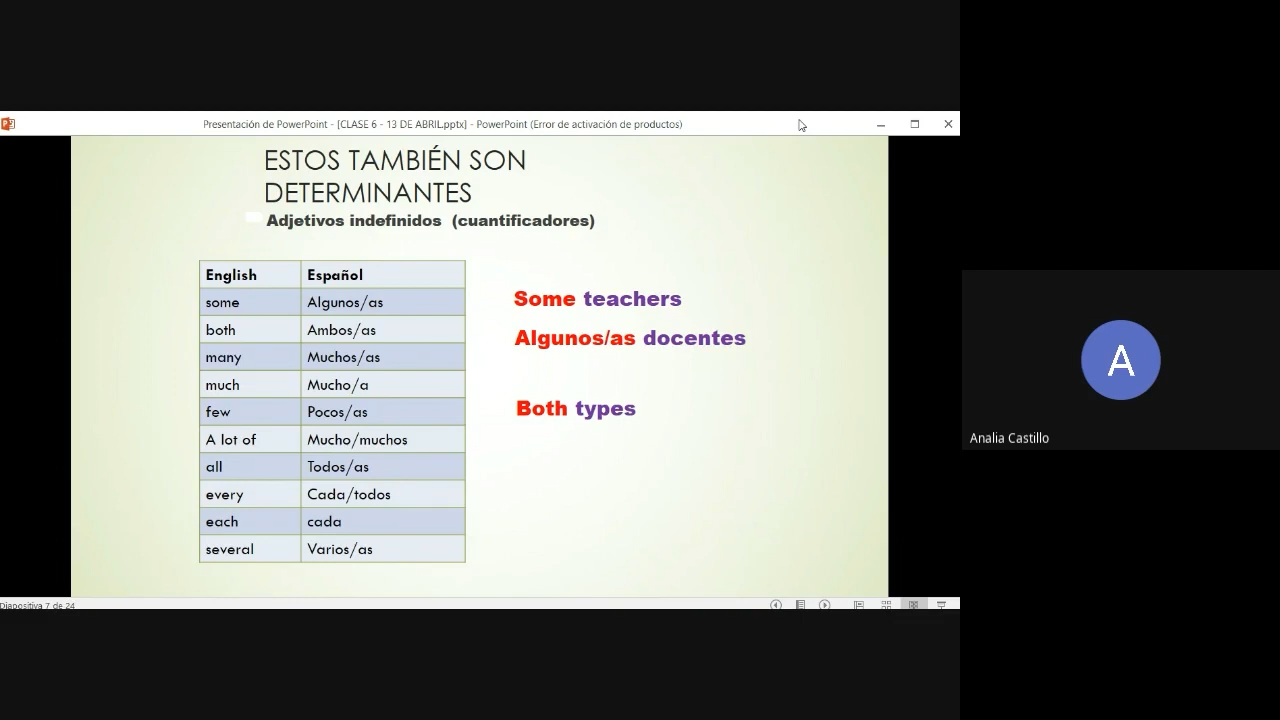 Presentación de PowerPoint - [CLASE 6 - 13 DE ABRIL.pptx] - PowerPoint (Error de activación de productos)
ESTOS TAMBIÉN SON
DETERMINANTES
Adjetivos indefinidos (cuantificadores)
English Español
some Algunos/as
both Ambos/as
many Muchos/as
much Mucho/a
few Pocos/as
A lot of Mucho/muchos
all Todos/as
every Cada/todos
each cada
several Varios/as
Some teachers
Algunos/as docentes
Both types
Diapositiva 7 de 24
A
Analia Castillo